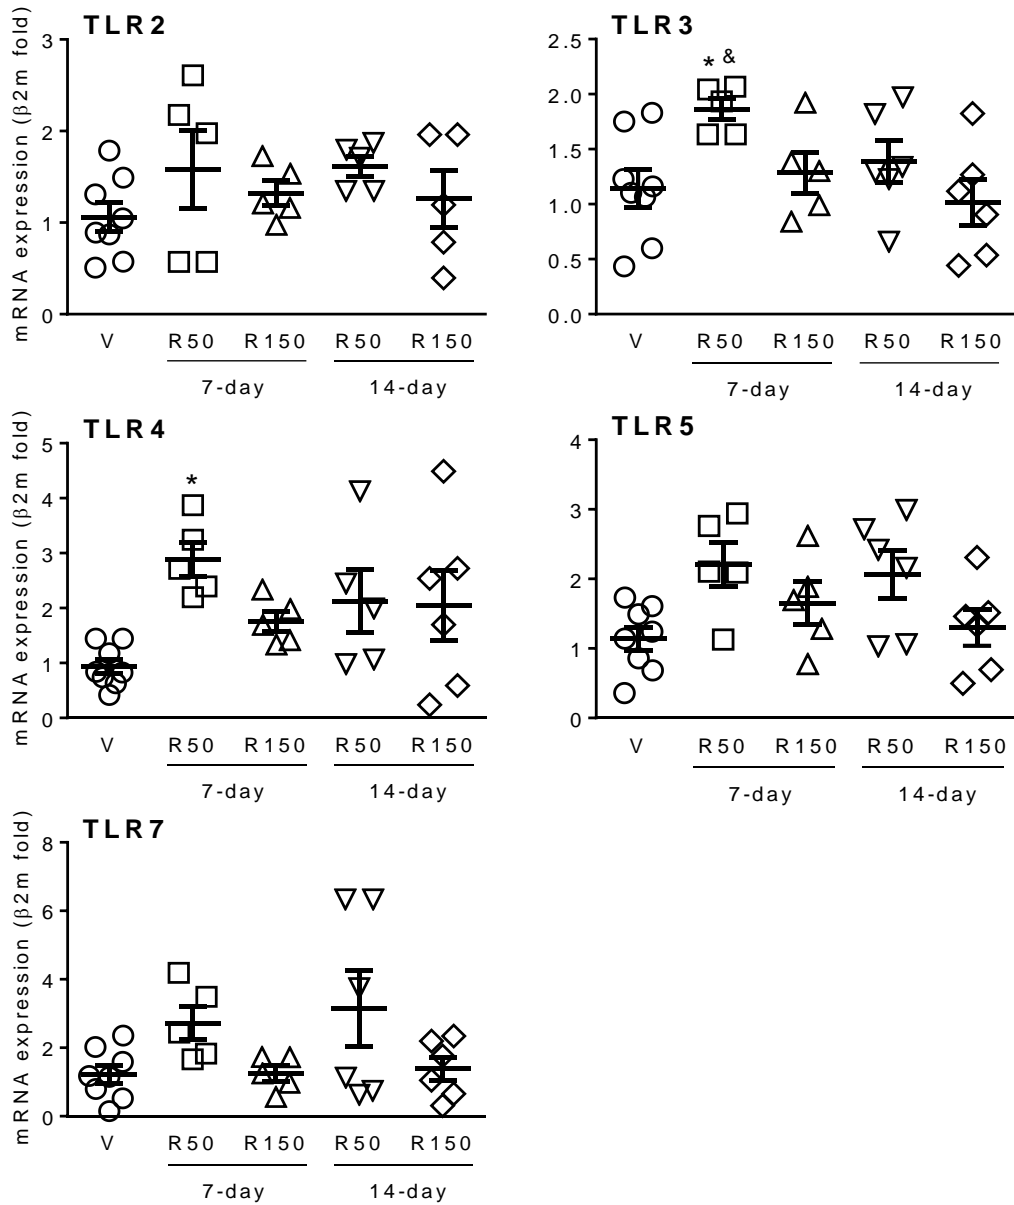 TLR2
mRNA expression (β2m fold)
3
2
1
0
V
R50
R150
R50
R150
7-day
14-day
TLR3
2.5
2.0
1.5
1.0
0.5
0.0
* &
V
R50
R150
R50
R150
7-day
14-day
TLR4
mRNA expression (β2m fold)
5
4
3
2
1
0
*
V
R50
R150
R50
R150
7-day
14-day
TLR5
4
3
2
1
0
V
R50
R150
R50
R150
7-day
14-day
TLR7
mRNA expression (β2m fold)
8
6
4
2
0
V
R50
R150
R50
R150
7-day
14-day